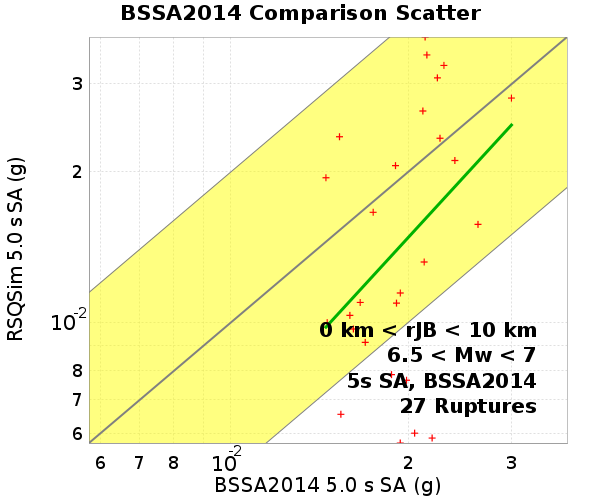 BSSA2014 Comparison Scatter
RSQSim 5.0 s SA (g)
3
2
10-2
8
7
6
0 km < rJB < 10 km
6.5 < Mw < 7
5s SA, BSSA2014
27 Ruptures
6 7 8 10-2 2 3
BSSA2014 5.0 s SA (g)